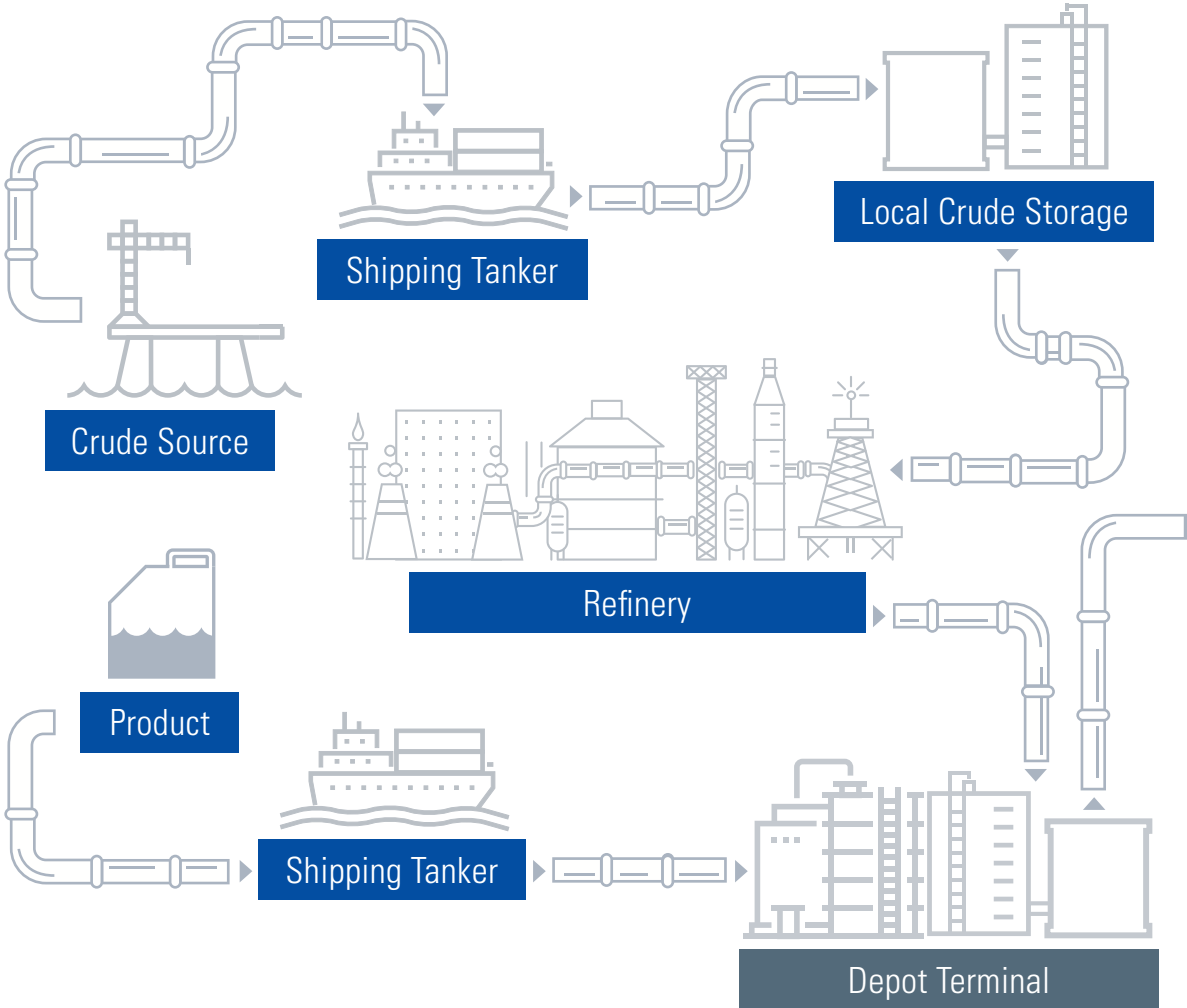 Shipping Tanker
Local Crude Storage
Crude Source
Refinery
Product
Shipping Tanker
Depot Terminal